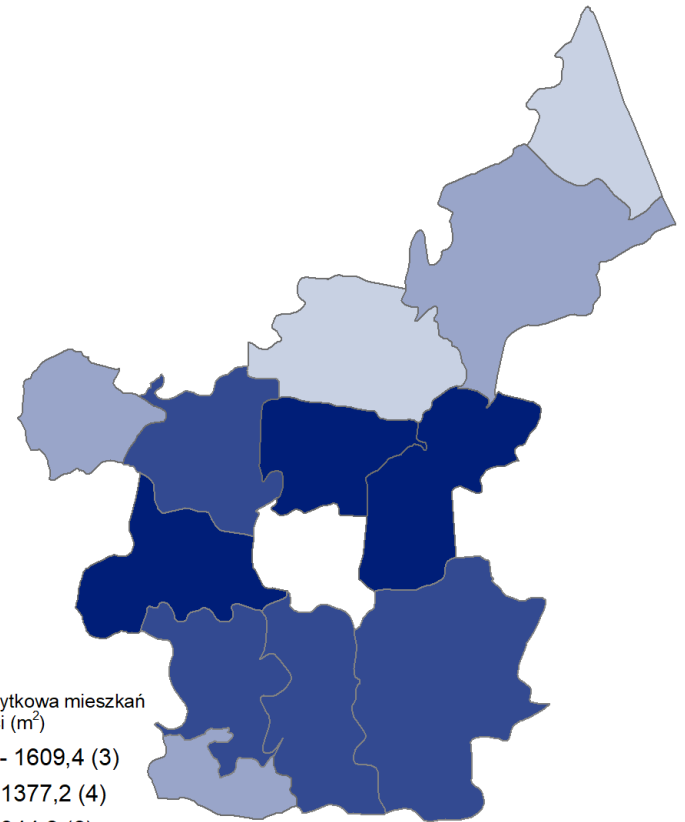 ytkowa mieszkań
i (m²)
- 1609,4 (3)
1377,2 (4)